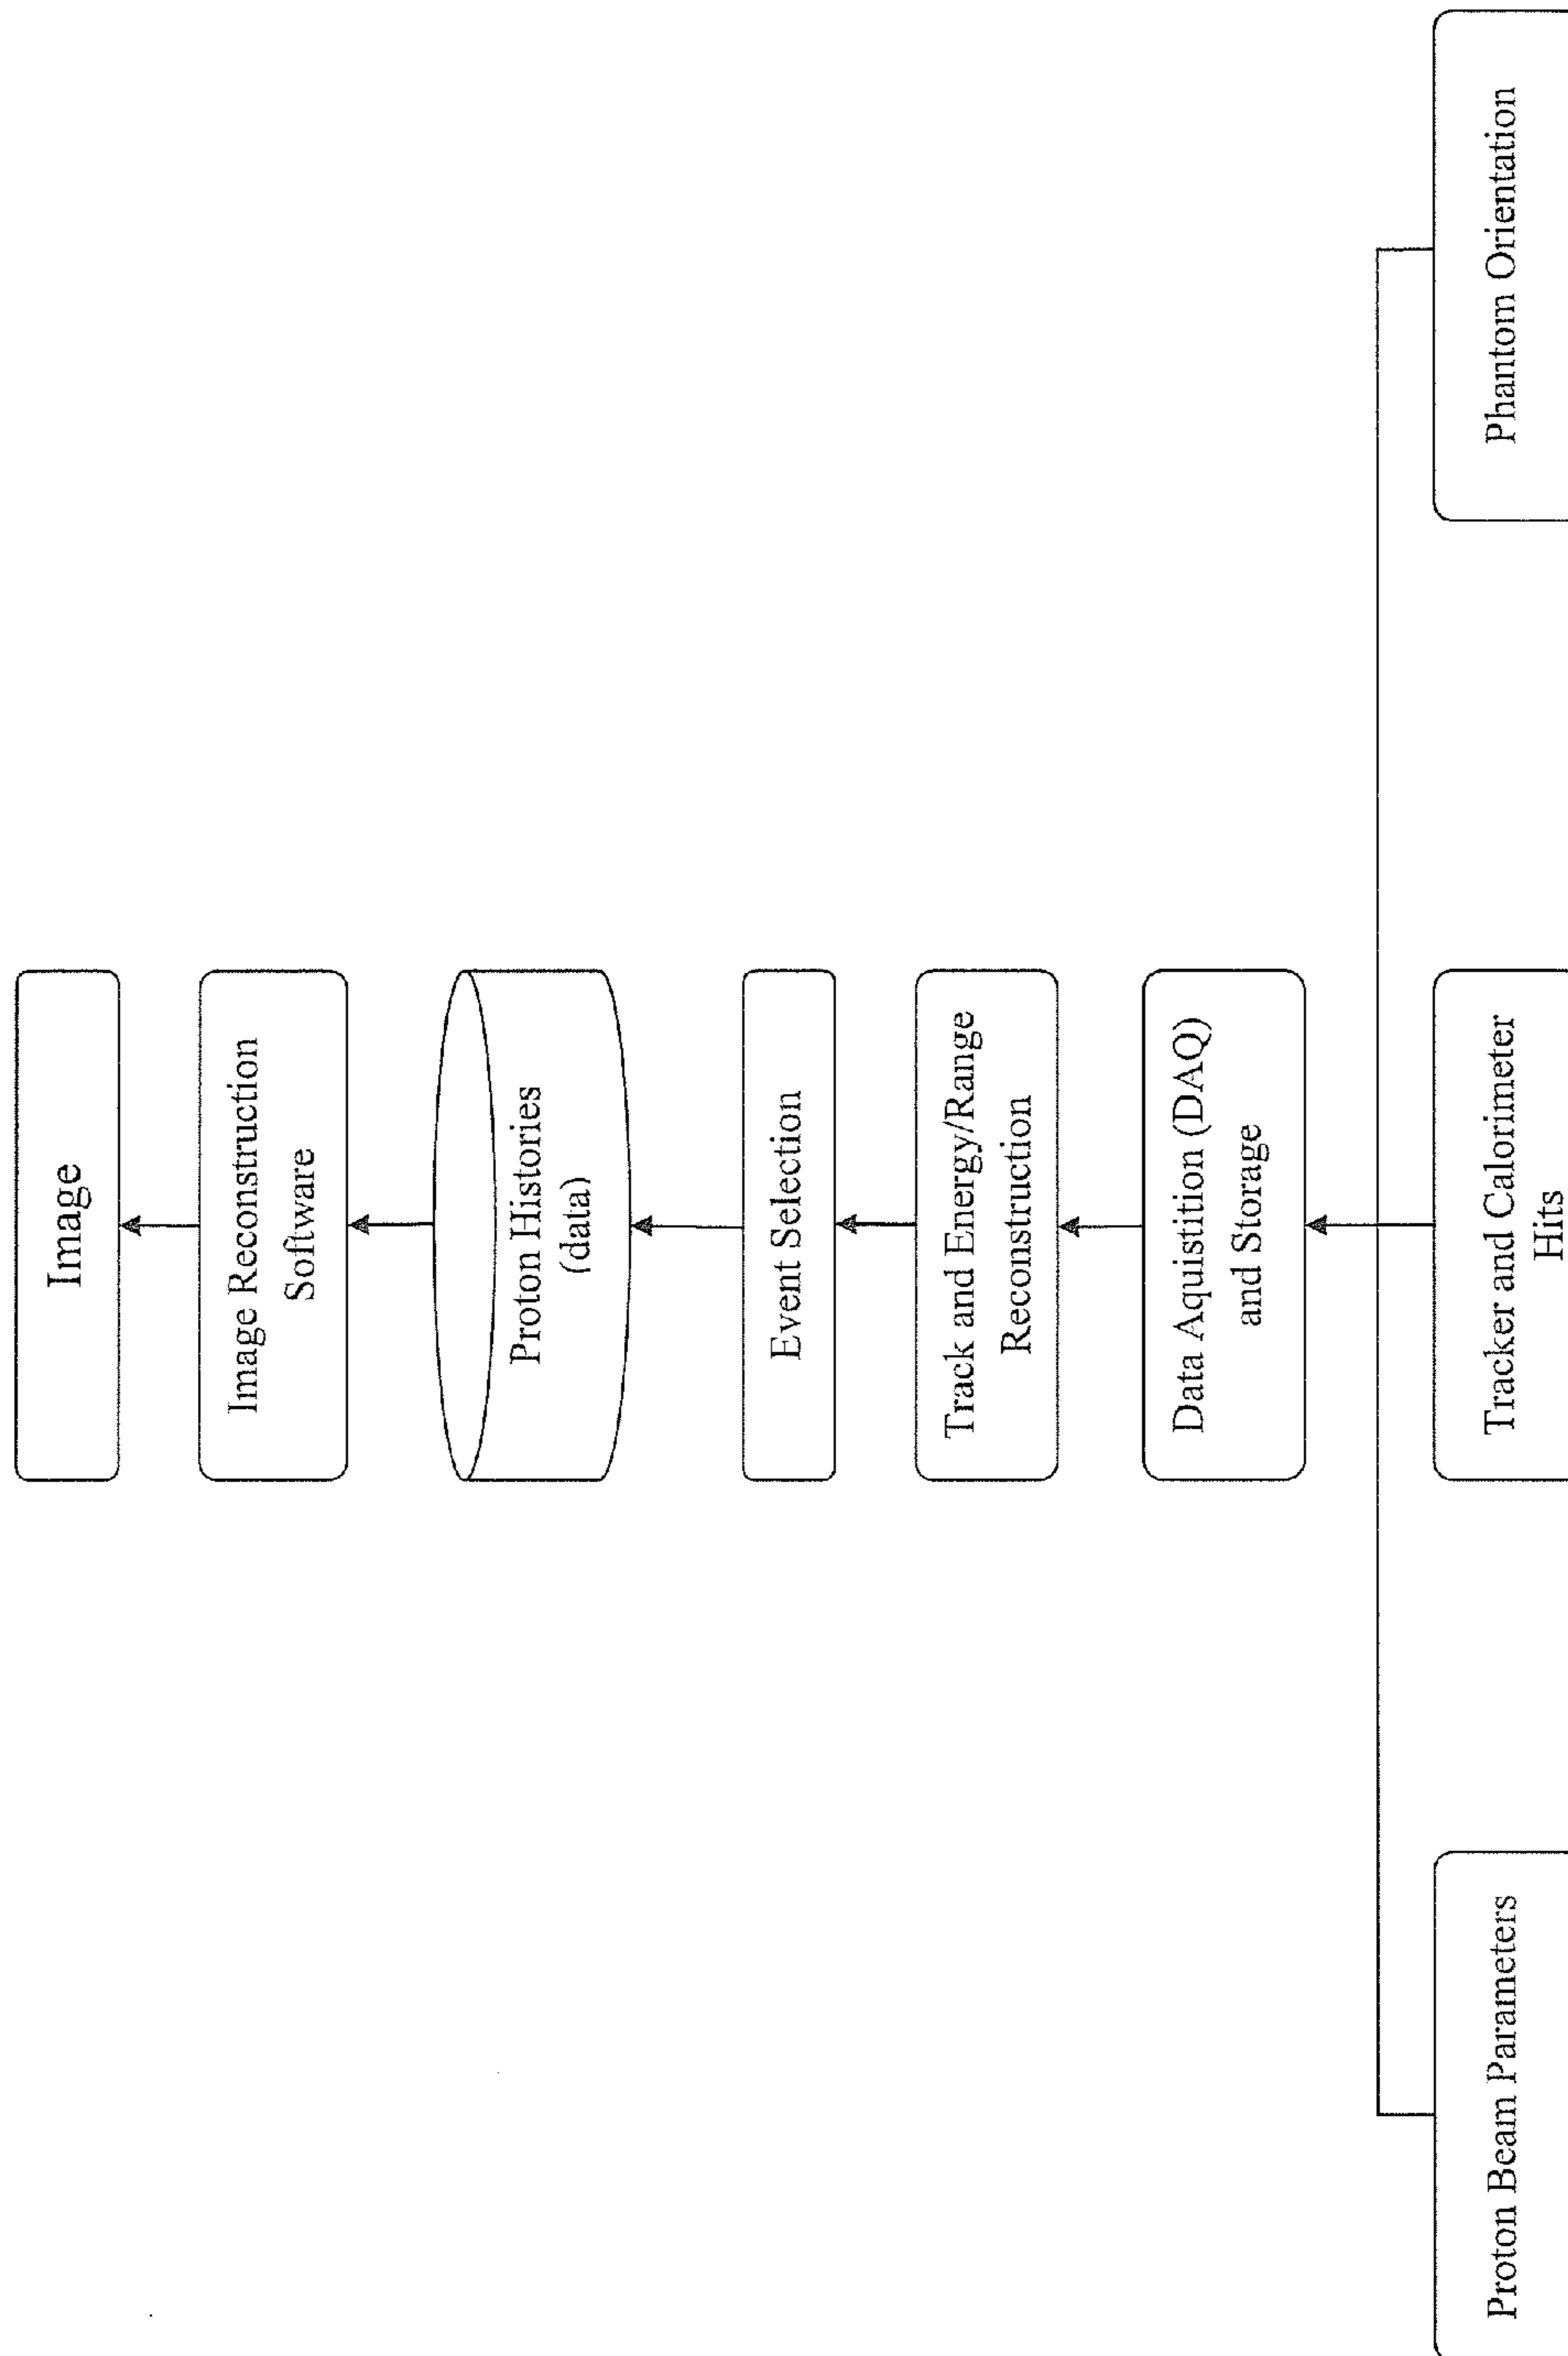 Image
Image Reconstruction
Software
Proton Histories
(data)
Event Selection
Track and Energy/Range
Reconstruction
Data Aquistition (DAQ)
and Storage
Proton Beam Parameters
Tracker and Calorimeter
Hits
Phantom Orientation